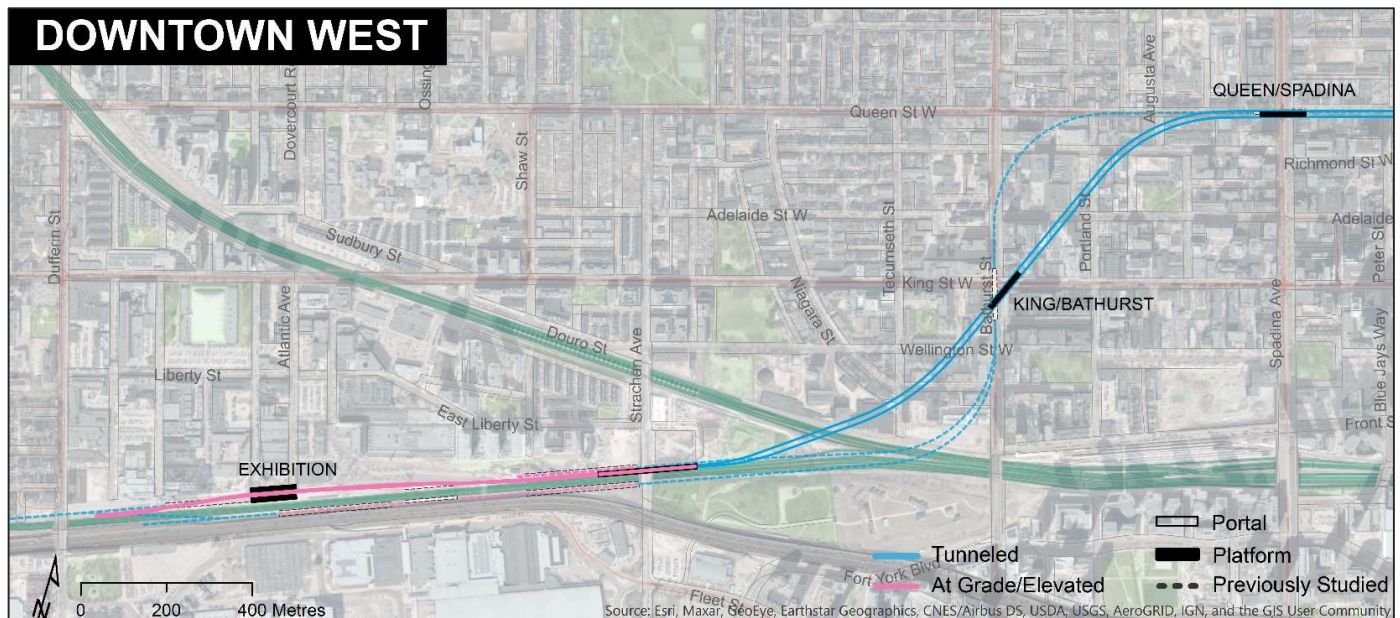 DOWNTOWN WEST
QUEEN/SPADINA
Queen St W
Augusta Ave
Dovercourt R
Ossing
Shaw St
Richmond St W
Adelaide St W
Adelaide
Sudbury St
Dufferin St
Tecumseth St
Bathurst St
Portland St
Peter St
King St W
KING/BATHURST
Niagara St
Spadina Ave
Atlantic Ave
Douro St
Strachan Ave
Wellington St W
Liberty St
East Liberty St
Blue Jays Way
Front S
EXHIBITION
Portal
Tunneled
Platform
Fort York Blvd
At Grade/Elevated
Previously Studied
Fleet St
N
0 200 400 Metres
Source: Esri, Maxar, GeoEye, Earthstar Geographics, CNES/Airbus DS, USDA, USGS, AeroGRID, IGN, and the GIS User Community